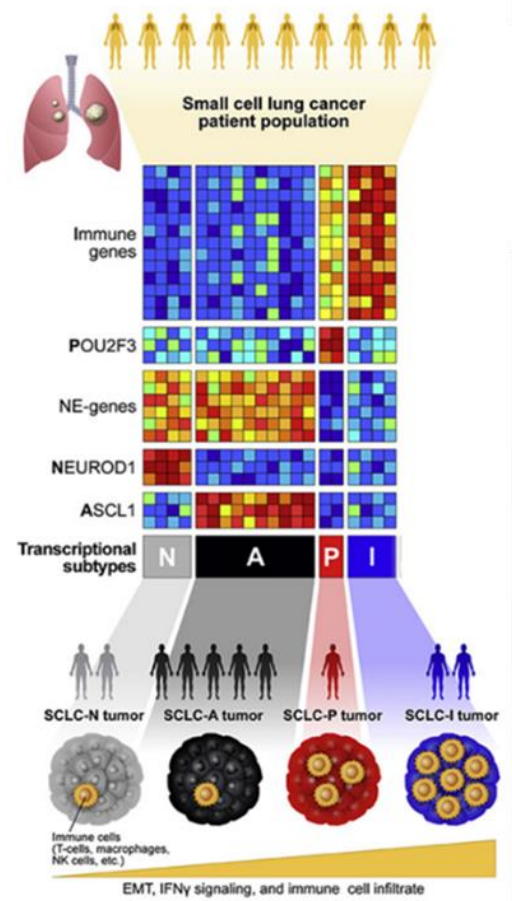 Small cell lung cancer
patient population
Immune
genes
POU2F3
NE-genes
NEUROD1
ASCL1
Transcriptional
subtypes
N A P I
SCLC-N tumor SCLC-A tumor SCLC-P tumor SCLC-I tumor
Immune cells
(T-cells, macrophages,
NK cells, etc.)
EMT, IFNγ signaling, and immune cell infiltrate